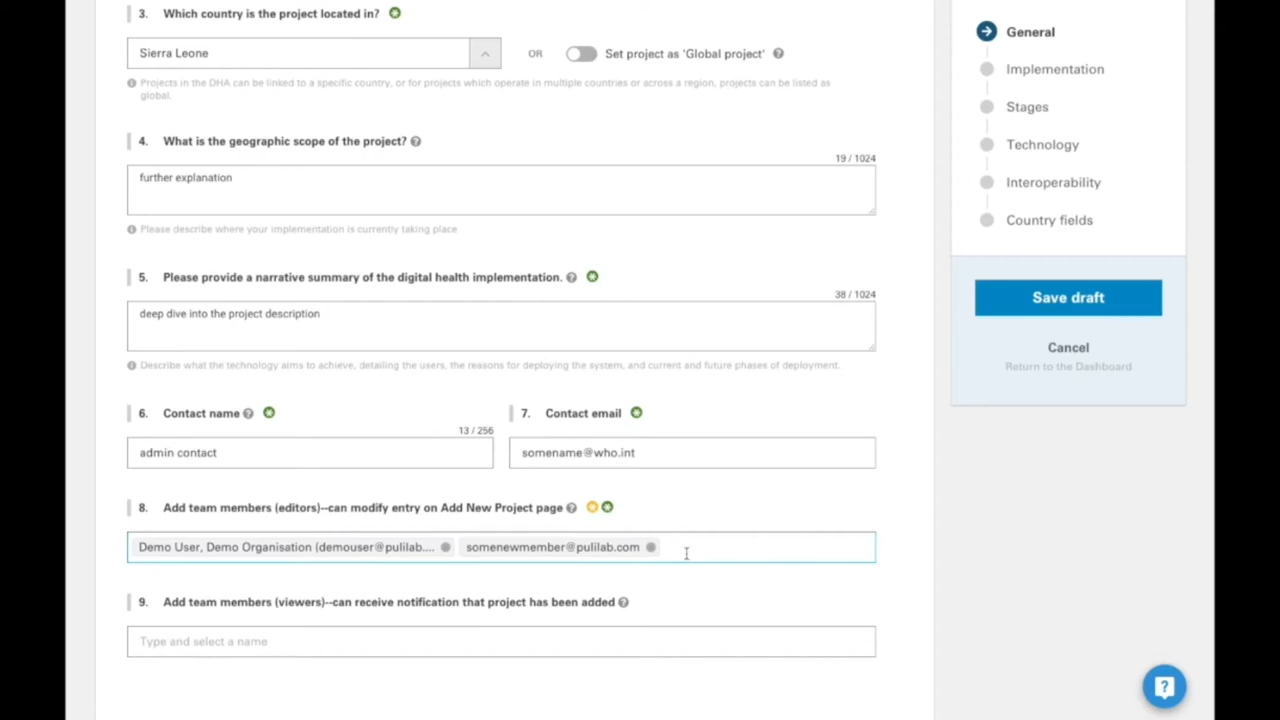 3. Which country is the project located in?
Sierra Leone
OR
Set project as 'Global project'
Projects in the DHA can be linked to a specific country, or for projects which operate in multiple countries or across a region, projects can be listed as
global.
4. What is the geographic scope of the project?
19 / 1024
further explanation
Please describe where your implementation is currently taking place
5. Please provide a narrative summary of the digital health implementation.
38 / 1024
deep dive into the project description
Describe what the technology aims to achieve, detailing the users, the reasons for deploying the system, and current and future phases of deployment.
6. Contact name
13 / 256
admin contact
7. Contact email
somename@who.int
8. Add team members (editors)--can modify entry on Add New Project page
Demo User, Demo Organisation (demouser@pulilab....
somenewmember@pulilab.com
9. Add team members (viewers)--can receive notification that project has been added
Type and select a name
General
Implementation
Stages
Technology
Interoperability
Country fields
Save draft
Cancel
Return to the Dashboard